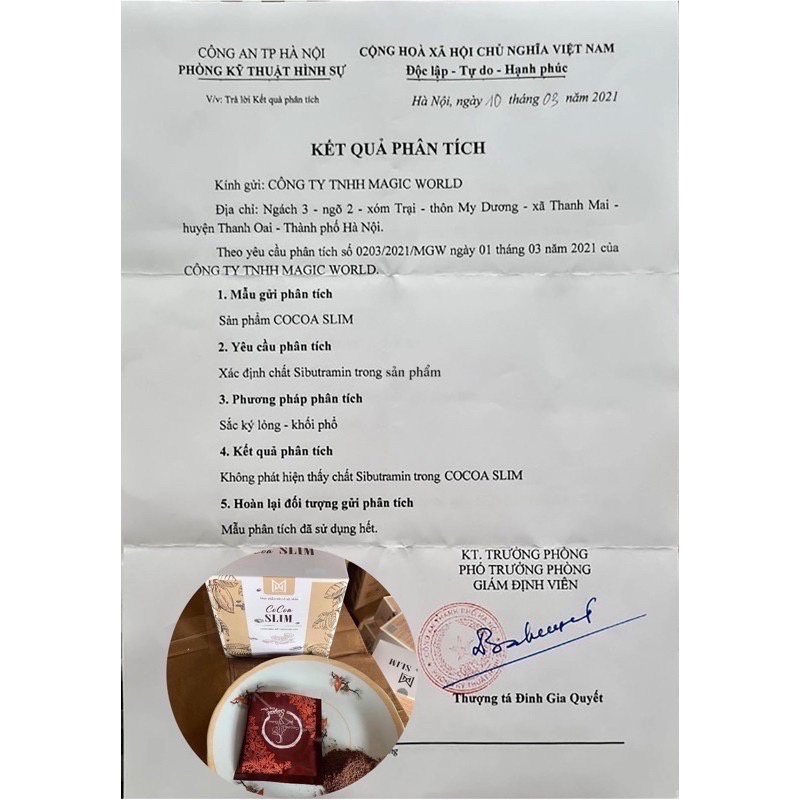 CÔNG AN TP HÀ NỘI
PHÒNG KỸ THUẬT HÌNH SỰ
V/v: Trả lời Kết quả phân tích
CỘNG HOÀ XÃ HỘI CHỦ NGHĨA VIỆT NAM
Độc lập - Tự do - Hạnh phúc
Hà Nội, ngày 10 tháng 03 năm 2021
KẾT QUẢ PHÂN TÍCH
Kính gửi: CÔNG TY TNHH MAGIC WORLD
Địa chỉ: Ngách 3 - ngõ 2 - xóm Trại - thôn My Dương - xã Thanh Mai -
huyện Thanh Oai - Thành phố Hà Nội.
Theo yêu cầu phân tích số 0203/2021/MGW ngày 01 tháng 03 năm 2021 của
CÔNG TY TNHH MAGIC WORLD.
1. Mẫu gửi phân tích
Sản phẩm COCOA SLIM
2. Yêu cầu phân tích
Xác định chất Sibutramin trong sản phẩm
3. Phương pháp phân tích
Sắc ký lỏng - khối phổ
4. Kết quả phân tích
Không phát hiện thấy chất Sibutramin trong COCOA SLIM
5. Hoàn lại đối tượng gửi phân tích
Mẫu phân tích đã sử dụng hết.
KT. TRƯỞNG PHÒNG
PHÓ TRƯỞNG PHÒNG
GIÁM ĐỊNH VIÊN
Thượng tá Đinh Gia Quyết
SLIM
CoCoa
SLIM
SLIM